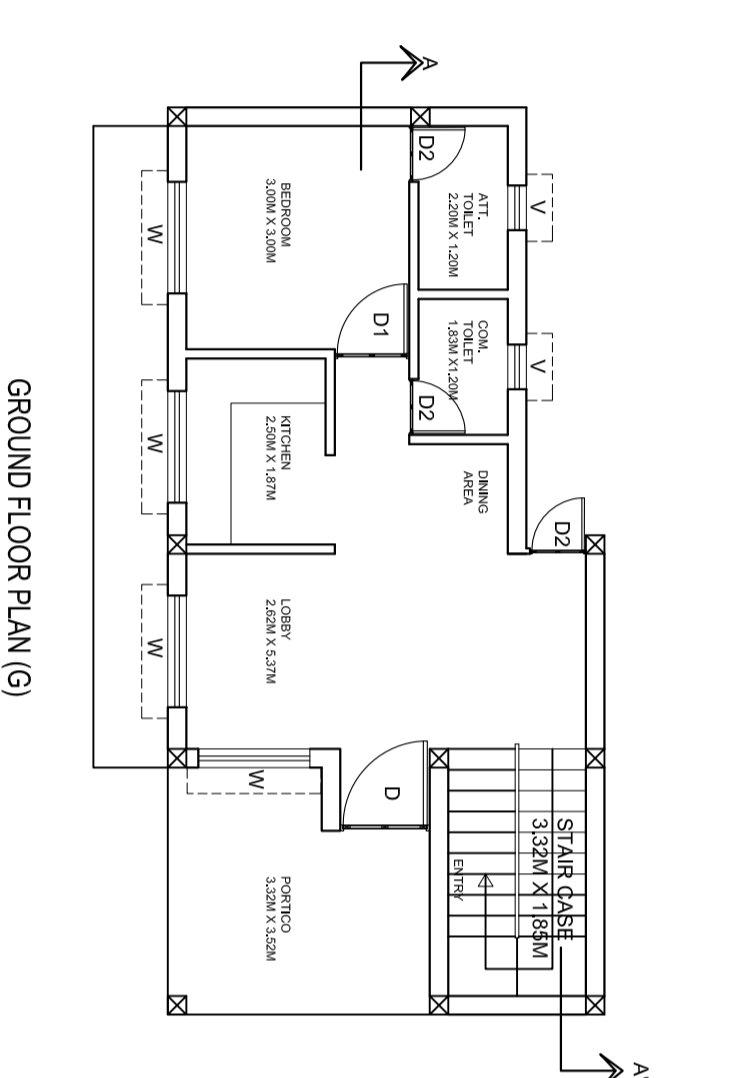 A
D2
ATT.
TOILET
2.20M X 1.20M
V
BEDROOM
3.00M X 3.00M
W
D1
COM.
TOILET
1.83M X1.20M
V
D2
KITCHEN
2.50M X 1.87M
W
DINING
AREA
D2
LOBBY
2.62M X 5.37M
W
W
D
STAIR CASE
3.32M X 1.85M
ENTRY
PORTICO
3.32M X 3.52M
A'
GROUND FLOOR PLAN (G)